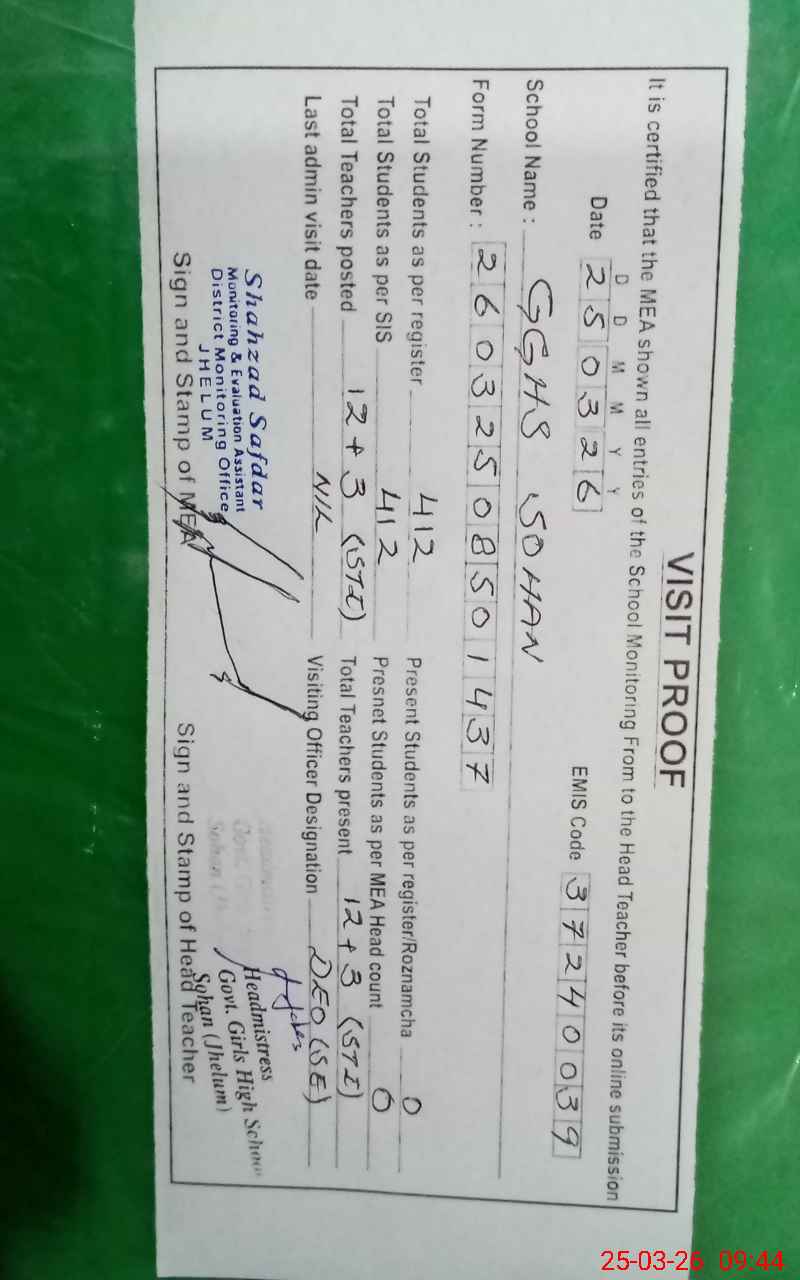 VISIT PROOF
It is certified that the MEA shown all entries of the School Monitoring From to the Head Teacher before its online submission
D D M M Y Y
Date 2 5 0 3 2 6 EMIS Code 3 7 2 4 0 0 3 9
School Name : GGHS SOHAN
Form Number : 2 6 0 3 2 5 0 8 5 0 1 4 3 7
Total Students as per register 412 Present Students as per register/Roznamcha 0
Total Students as per SIS 412 Presnet Students as per MEA Head count 0
Total Teachers posted 12+3 (STI) Total Teachers present 12+3 (STI)
Last admin visit date NIL Visiting Officer Designation DEO (SE)
Shahzad Safdar
Monitoring & Evaluation Assistant
District Monitoring Office
JHELUM
Headmistress
Govt. Girls High School
Sohan (Jhelum)
Sign and Stamp of MEA Sign and Stamp of Head Teacher
25-03-26 09:44